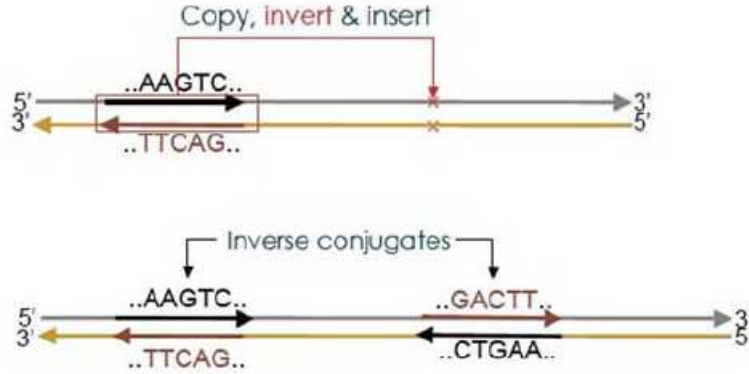 Copy, invert & insert
..AAGTC..
5' 3'
3' 5'
..TTCAG..
Inverse conjugates
..AAGTC.. ..GACTT..
5' 3
3' 5
..TTCAG.. ..CTGAA..